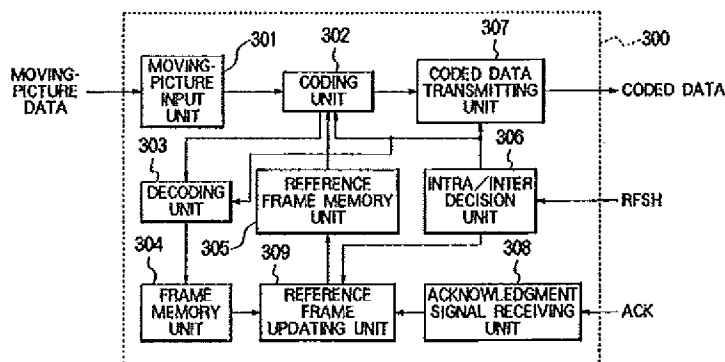 301
302
307
300
MOVING-
PICTURE
DATA
MOVING-
PICTURE
INPUT
UNIT
CODING
UNIT
CODED DATA
TRANSMITTING
UNIT
CODED DATA
303
306
DECODING
UNIT
REFERENCE
FRAME MEMORY
UNIT
INTRA/INTER
DECISION
UNIT
RFSH
305
304
309
308
FRAME
MEMORY
UNIT
REFERENCE
FRAME
UPDATING UNIT
ACKNOWLEDGMENT
SIGNAL RECEIVING
UNIT
ACK